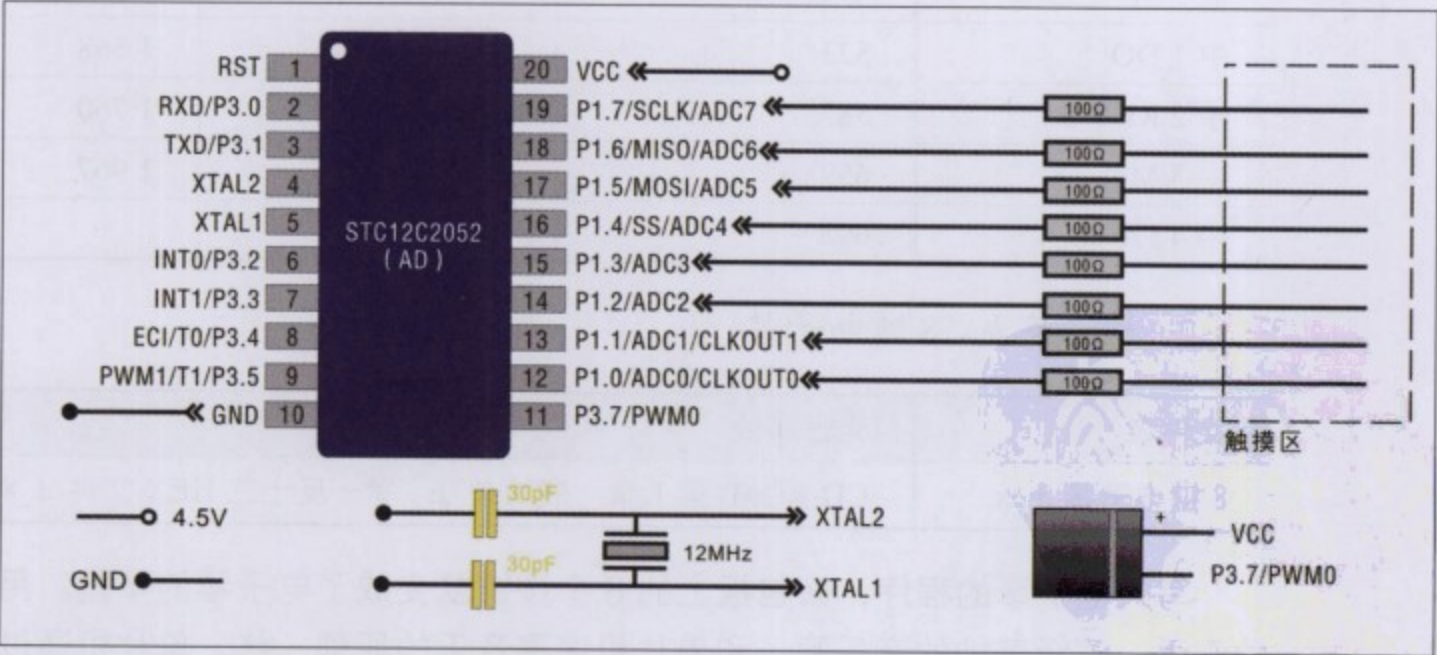 RST 1
RXD/P3.0 2
TXD/P3.1 3
XTAL2 4
XTAL1 5
INT0/P3.2 6
INT1/P3.3 7
ECI/T0/P3.4 8
PWM1/T1/P3.5 9
GND 10
STC12C2052
(AD)
20 VCC
19 P1.7/SCLK/ADC7 100Ω
18 P1.6/MISO/ADC6 100Ω
17 P1.5/MOSI/ADC5 100Ω
16 P1.4/SS/ADC4 100Ω
15 P1.3/ADC3 100Ω
14 P1.2/ADC2 100Ω
13 P1.1/ADC1/CLKOUT1 100Ω
12 P1.0/ADC0/CLKOUT0 100Ω
11 P3.7/PWM0
触摸区
4.5V
GND
30pF
XTAL2
12MHz
30pF
XTAL1
+
VCC
P3.7/PWM0